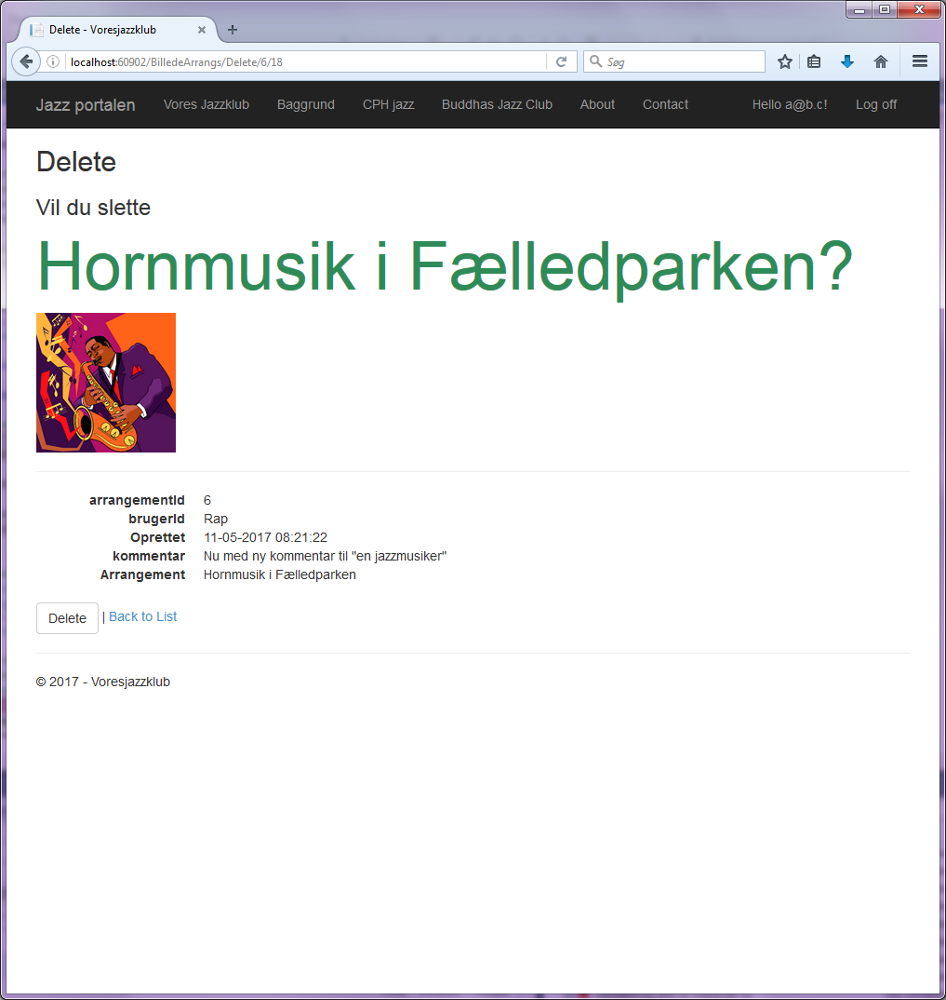 Delete - Voresjazzklub
localhost:60902/BilledeArrangs/Delete/6/18
Søg
Jazz portalen Vores Jazzklub Baggrund CPH jazz Buddhas Jazz Club About Contact Hello a@b.c! Log off
Delete
Vil du slette
Hornmusik i Fælledparken?
arrangementId 6
brugerId Rap
Oprettet 11-05-2017 08:21:22
kommentar Nu med ny kommentar til "en jazzmusiker"
Arrangement Hornmusik i Fælledparken
Delete | Back to List
© 2017 - Voresjazzklub